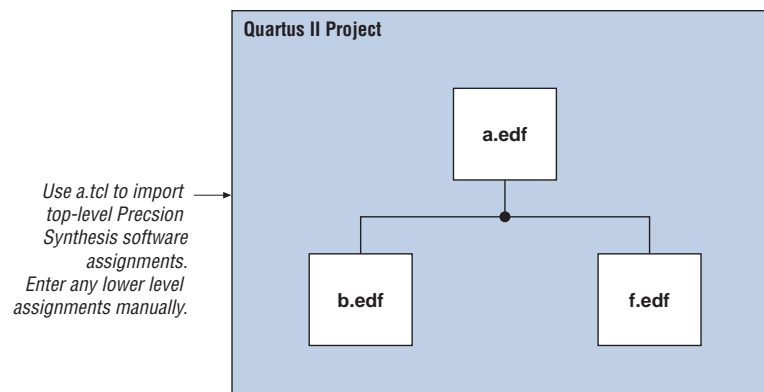 Quartus II Project
a.edf
Use a.tcl to import
top-level Precsion
Synthesis software
assignments.
Enter any lower level
assignments manually.
b.edf
f.edf